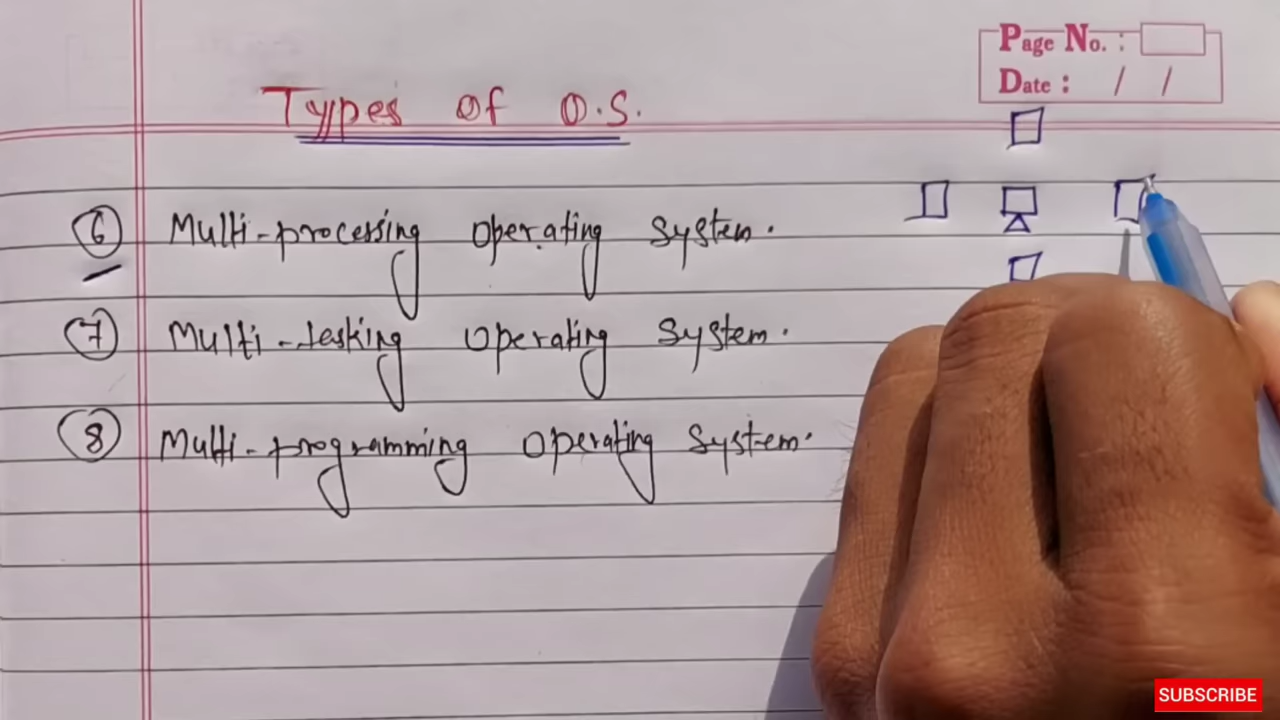 Page No. :
Date : / /
Types of O.S.
6 Multi-processing operating system.
7 Multi-tasking operating system.
8 Multi-programming operating system.
SUBSCRIBE